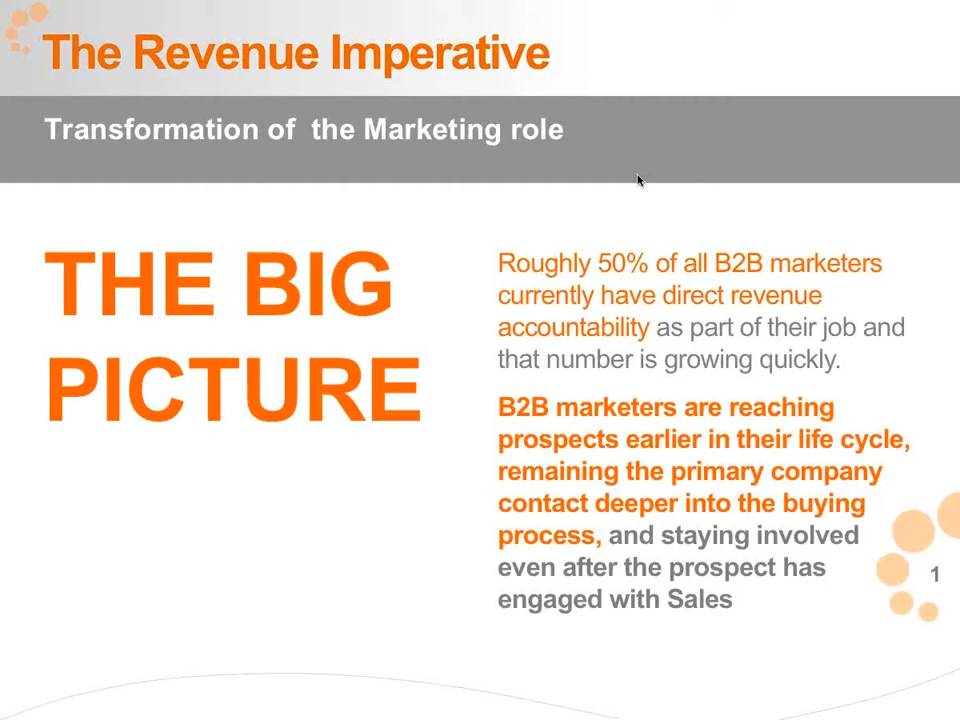 The Revenue Imperative
Transformation of  the Marketing role
THE BIG
PICTURE
Roughly 50% of all B2B marketers
currently have direct revenue
accountability as part of their job and
that number is growing quickly.
B2B marketers are reaching
prospects earlier in their life cycle,
remaining the primary company
contact deeper into the buying
process, and staying involved
even after the prospect has
engaged with Sales
1